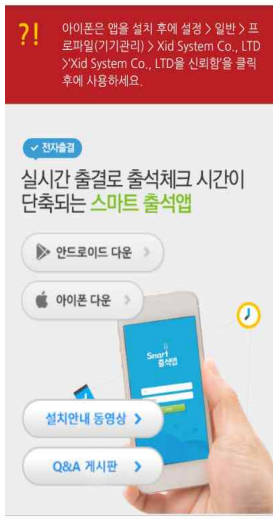 ?!
아이폰은 앱을 설치 후에 설정 > 일반 > 프
로파일(기기관리) > Xid System Co., LTD
>'Xid System Co., LTD을 신뢰함'을 클릭
후에 사용하세요.
전자출결
실시간 출결로 출석체크 시간이
단축되는 스마트 출석앱
안드로이드 다운 >
아이폰 다운 >
Smart
출석앱
설치안내 동영상 >
Q&A 게시판 >